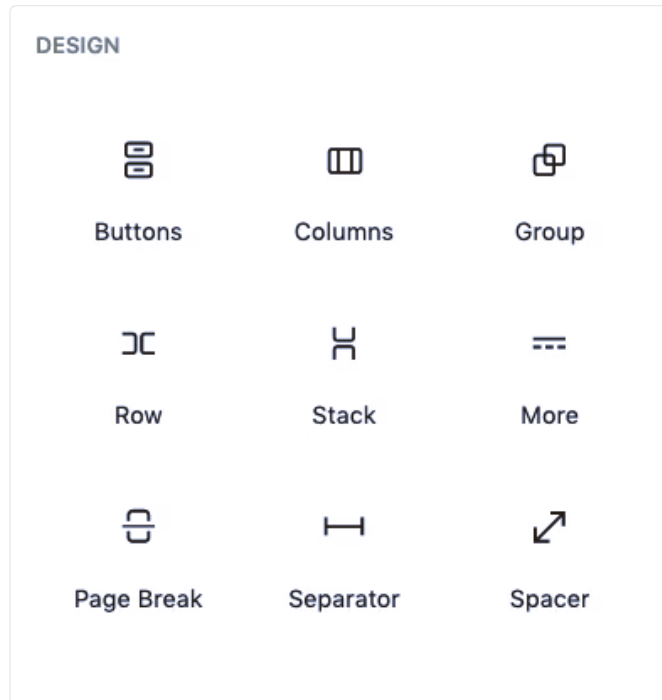 DESIGN
Buttons Columns Group
Row Stack More
Page Break Separator Spacer